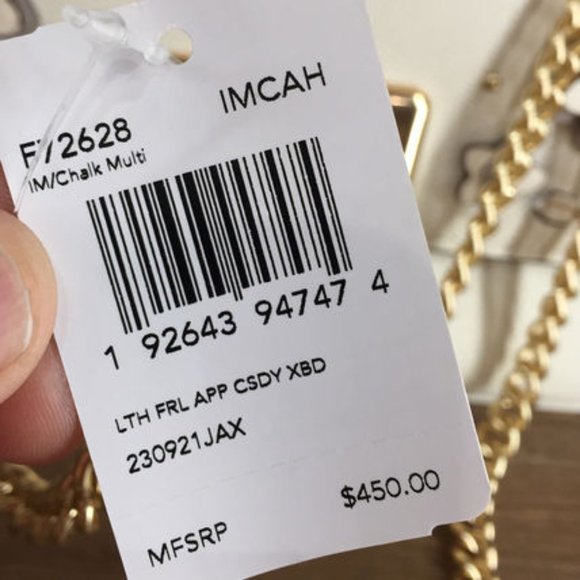 IMCAH
F72628
IM/Chalk Multi
1 92643 94747 4
LTH FRL APP CSDY XBD
230921JAX
$450.00
MFSRP